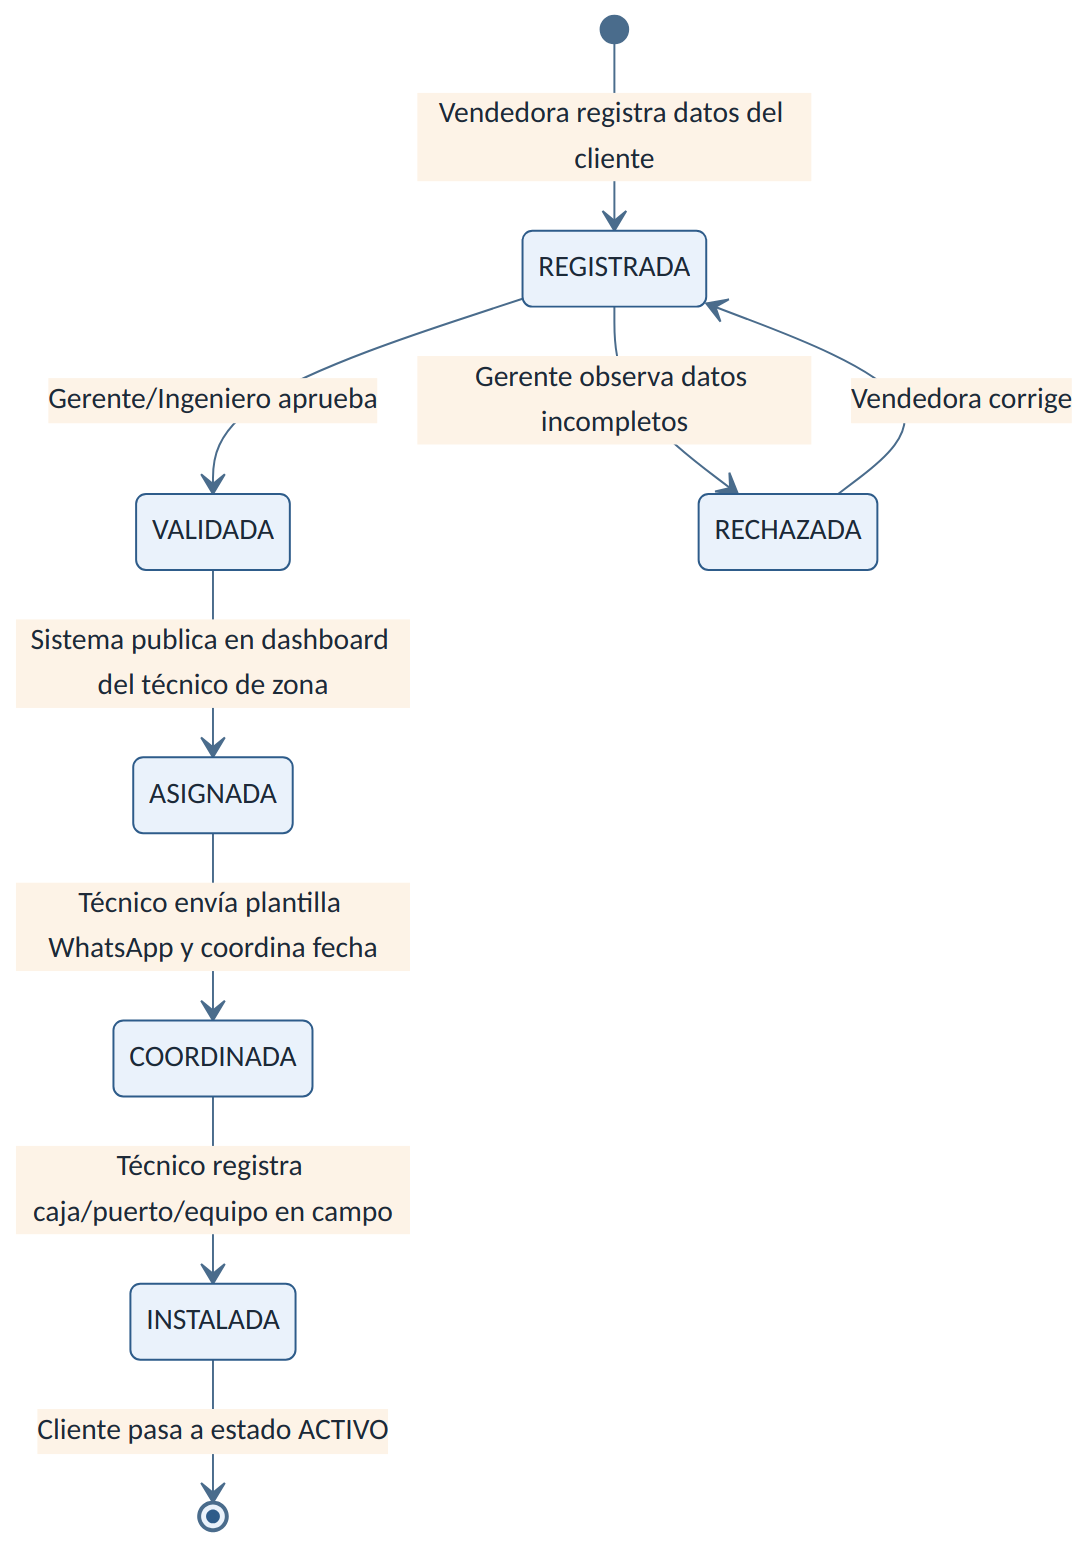 Vendedora registra datos del
cliente
REGISTRADA
Gerente/Ingeniero aprueba
Gerente observa datos
incompletos
Vendedora corrige
VALIDADA
RECHAZADA
Sistema publica en dashboard
del técnico de zona
ASIGNADA
Técnico envía plantilla
WhatsApp y coordina fecha
COORDINADA
Técnico registra
caja/puerto/equipo en campo
INSTALADA
Cliente pasa a estado ACTIVO